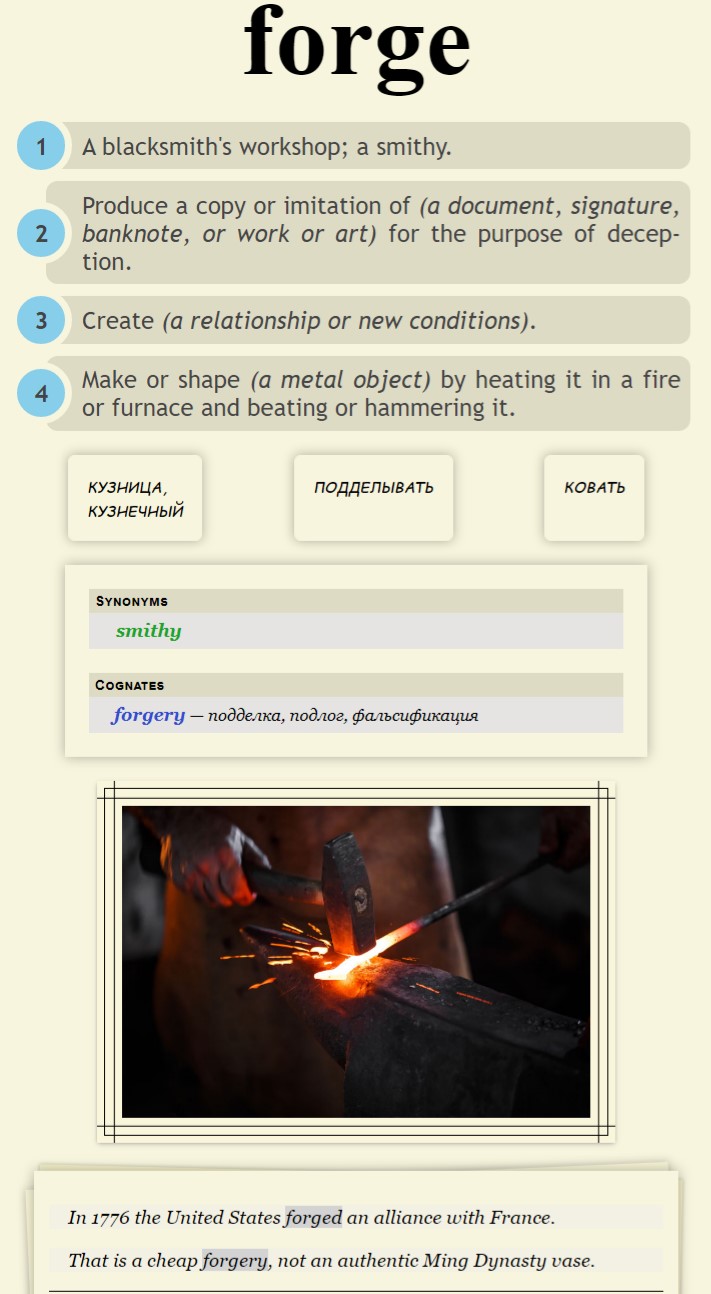 forge
1 A blacksmith's workshop; a smithy.
2 Produce a copy or imitation of (a document, signature,
banknote, or work or art) for the purpose of decep-
tion.
3 Create (a relationship or new conditions).
4 Make or shape (a metal object) by heating it in a fire
or furnace and beating or hammering it.
КУЗНИЦА,
КУЗНЕЧНЫЙ
ПОДДЕЛЫВАТЬ
КОВАТЬ
Synonyms
smithy
Cognates
forgery — подделка, подлог, фальсификация
In 1776 the United States forged an alliance with France.
That is a cheap forgery, not an authentic Ming Dynasty vase.